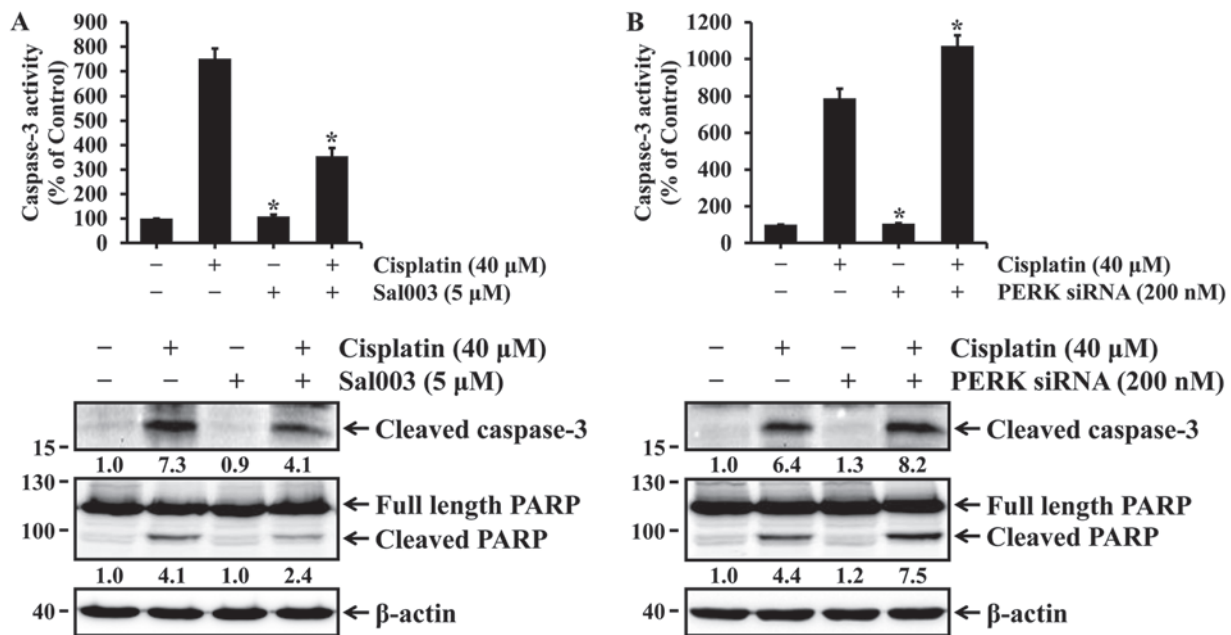 A
Caspase-3 activity
(% of Control)
900
800
700
600
500
400
300
200
100
0
*
*
− + − + Cisplatin (40 µM)
− − + + Sal003 (5 µM)
− + − + Cisplatin (40 µM)
− − + + Sal003 (5 µM)
15
← Cleaved caspase-3
1.0 7.3 0.9 4.1
130
← Full length PARP
100
← Cleaved PARP
1.0 4.1 1.0 2.4
40
← β-actin
B
Caspase-3 activity
(% of Control)
1200
1000
800
600
400
200
0
*
*
− + − + Cisplatin (40 µM)
− − + + PERK siRNA (200 nM)
− + − + Cisplatin (40 µM)
− − + + PERK siRNA (200 nM)
15
← Cleaved caspase-3
1.0 6.4 1.3 8.2
130
← Full length PARP
100
← Cleaved PARP
1.0 4.4 1.2 7.5
40
← β-actin